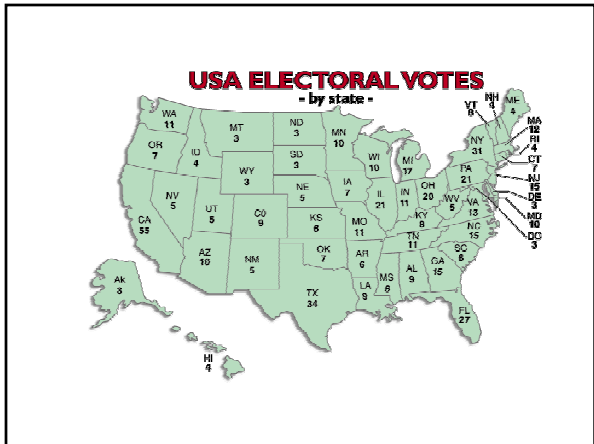 USA ELECTORAL VOTES
- by state -
WA
11
OR
7
ID
4
MT
3
ND
3
SD
3
WY
3
MN
10
WI
10
MI
17
NY
31
VT
NH
4
ME
4
MA
12
RI
4
CT
7
NJ
15
DE
3
MD
10
DC
3
PA
21
NV
5
UT
5
CO
9
NE
5
KS
6
IA
7
IL
21
IN
11
OH
20
WV
5
VA
13
KY
8
NC
15
TN
11
SC
8
CA
55
AZ
10
NM
5
OK
7
MO
11
AR
6
MS
6
AL
9
GA
15
LA
9
TX
34
FL
27
Ak
3
HI
4